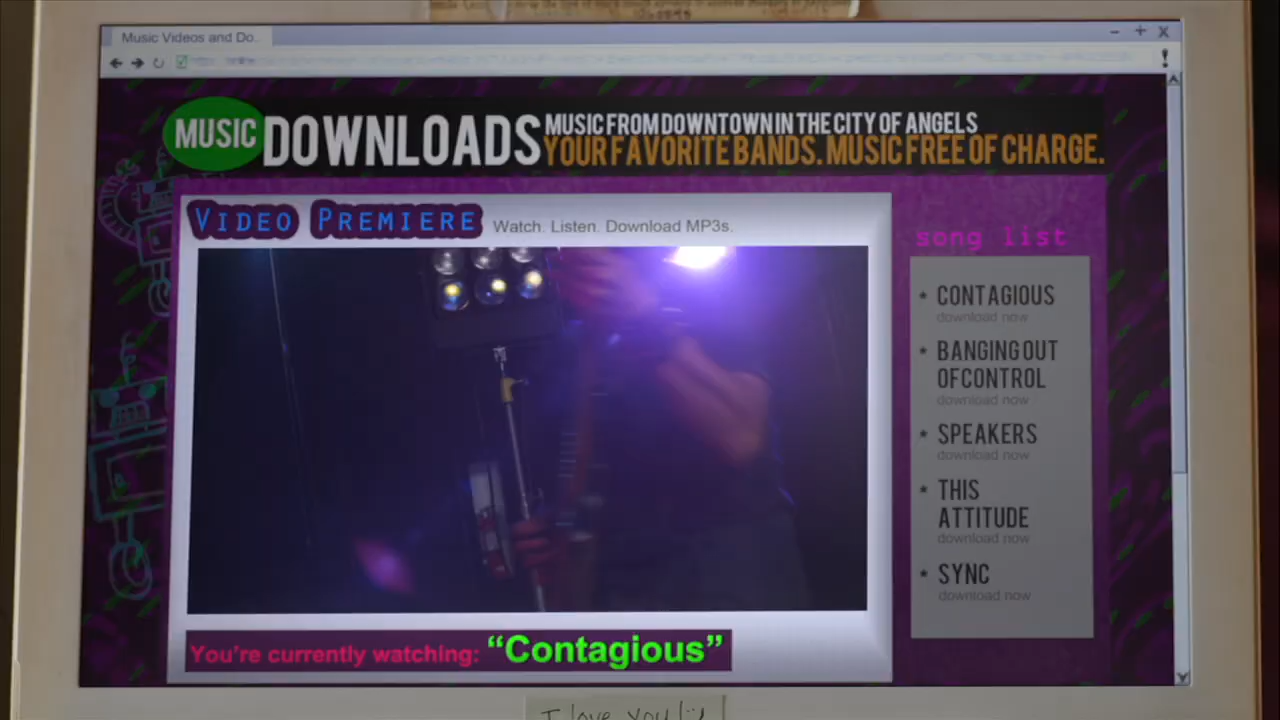 Music Videos and Do..
MUSIC DOWNLOADS
MUSIC FROM DOWNTOWN IN THE CITY OF ANGELS
YOUR FAVORITE BANDS. MUSIC FREE OF CHARGE.
VIDEO PREMIERE Watch. Listen. Download MP3s.
song list
* CONTAGIOUS
download now
* BANGING OUT
OF CONTROL
download now
* SPEAKERS
download now
* THIS
ATTITUDE
download now
* SYNC
download now
You're currently watching: “Contagious”
I love you!